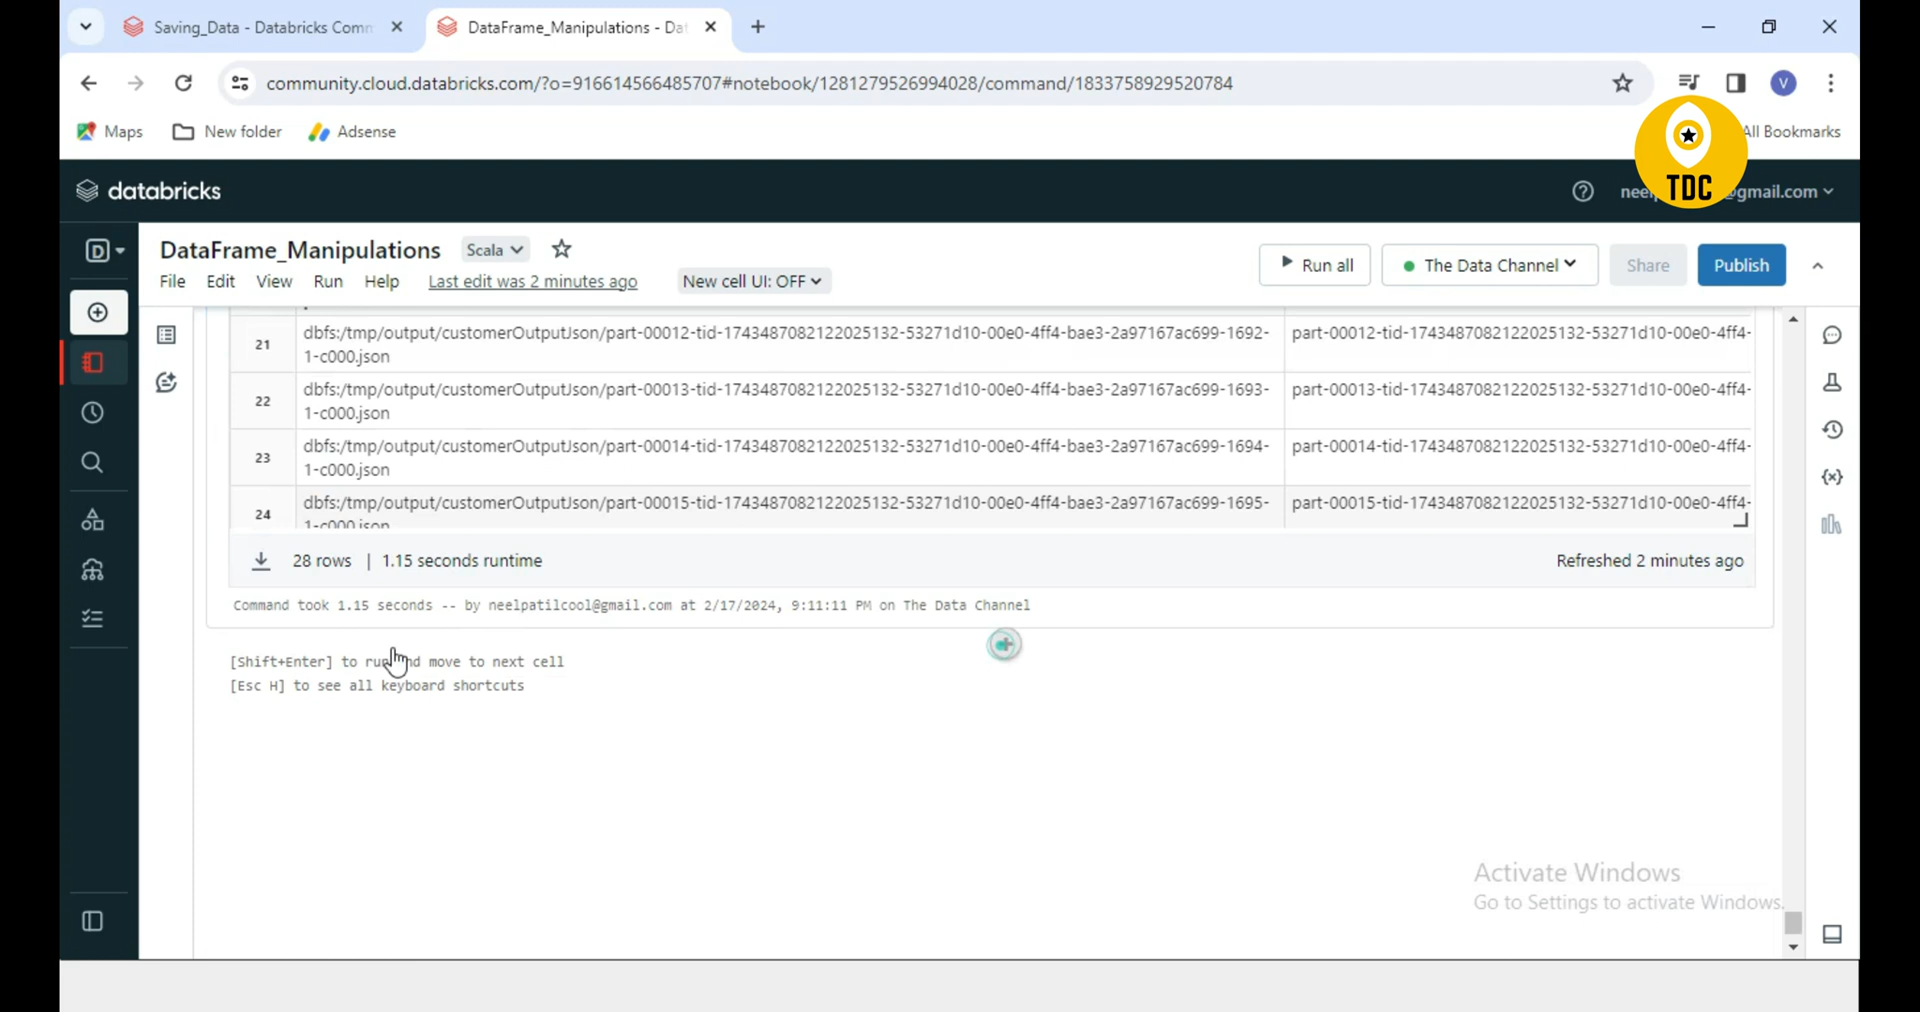 Saving_Data - Databricks Comm
DataFrame_Manipulations - Dat
community.cloud.databricks.com/?o=916614566485707#notebook/1281279526994028/command/1833758929520784
V
Maps
New folder
Adsense
All Bookmarks
TDC
databricks
gmail.com
D
DataFrame_Manipulations
Scala
Run all
The Data Channel
Share
Publish
File Edit View Run Help Last edit was 2 minutes ago New cell UI: OFF
21 dbfs:/tmp/output/customerOutputJson/part-00012-tid-1743487082122025132-53271d10-00e0-4ff4-bae3-2a97167ac699-1692- part-00012-tid-1743487082122025132-53271d10-00e0-4ff4-
1-c000.json
22 dbfs:/tmp/output/customerOutputJson/part-00013-tid-1743487082122025132-53271d10-00e0-4ff4-bae3-2a97167ac699-1693- part-00013-tid-1743487082122025132-53271d10-00e0-4ff4-
1-c000.json
23 dbfs:/tmp/output/customerOutputJson/part-00014-tid-1743487082122025132-53271d10-00e0-4ff4-bae3-2a97167ac699-1694- part-00014-tid-1743487082122025132-53271d10-00e0-4ff4-
1-c000.json
24 dbfs:/tmp/output/customerOutputJson/part-00015-tid-1743487082122025132-53271d10-00e0-4ff4-bae3-2a97167ac699-1695- part-00015-tid-1743487082122025132-53271d10-00e0-4ff4-
1-c000.json
28 rows | 1.15 seconds runtime
Refreshed 2 minutes ago
Command took 1.15 seconds -- by neelpatilcool@gmail.com at 2/17/2024, 9:11:11 PM on The Data Channel
[Shift+Enter] to run and move to next cell
[Esc H] to see all keyboard shortcuts
Activate Windows
Go to Settings to activate Windows.